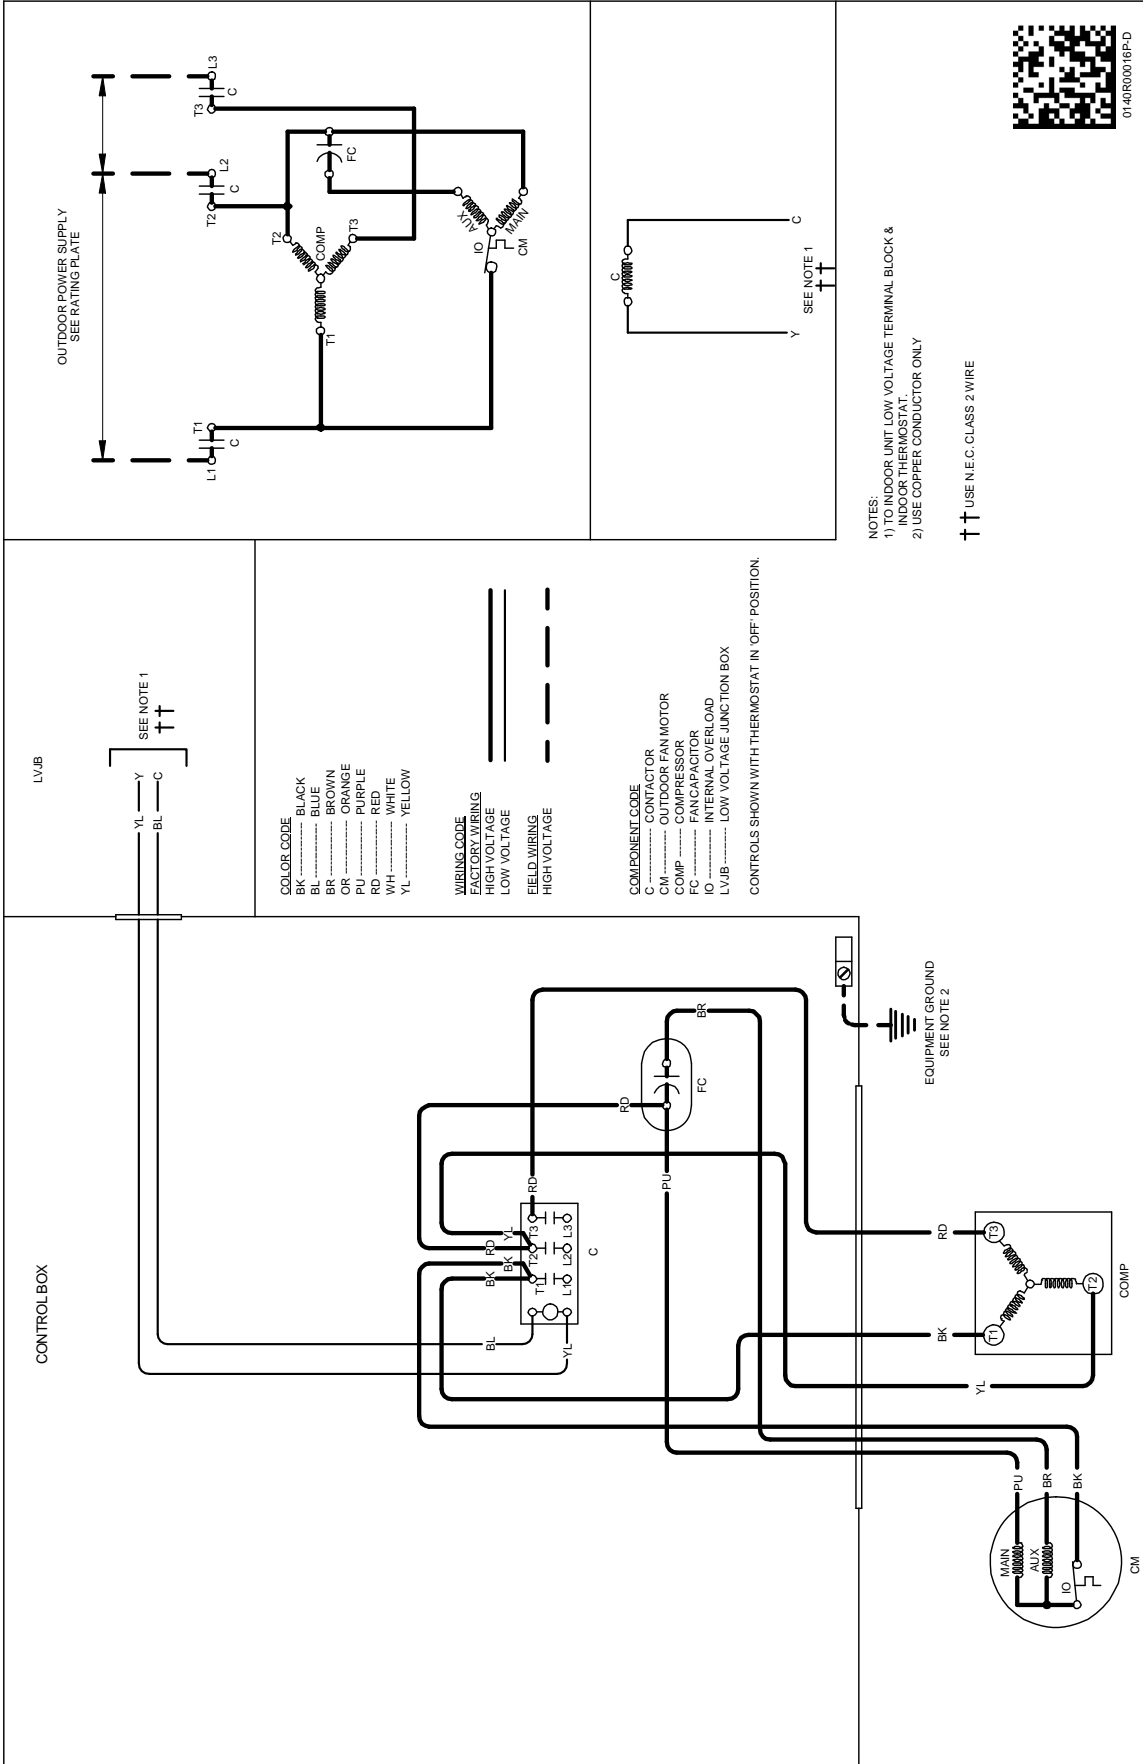 CONTROL BOX
BL
YL
BK
BK
RD
YL
RD
T1
T2
T3
L1
L2
L3
C
RD
PU
BR
FC
EQUIPMENT GROUND
SEE NOTE 2
BK
YL
RD
T1
T2
T3
COMP
PU
BR
BK
MAIN
AUX
IO
CM
LVJB
YL
BL
Y
C
SEE NOTE 1
††
COLOR CODE
BK ---------- BLACK
BL ---------- BLUE
BR ---------- BROWN
OR ---------- ORANGE
PU ---------- PURPLE
RD ---------- RED
WH ---------- WHITE
YL ---------- YELLOW
WIRING CODE
FACTORY WIRING
HIGH VOLTAGE
LOW VOLTAGE
FIELD WIRING
HIGH VOLTAGE
COMPONENT CODE
C ---------- CONTACTOR
CM ---------- OUTDOOR FAN MOTOR
COMP ------- COMPRESSOR
FC ---------- FAN CAPACITOR
IO ---------- INTERNAL OVERLOAD
LVJB -------- LOW VOLTAGE JUNCTION BOX
CONTROLS SHOWN WITH THERMOSTAT IN 'OFF' POSITION.
OUTDOOR POWER SUPPLY
SEE RATING PLATE
L1
T1
C
T2
L2
C
T3
L3
C
T1
T2
T3
COMP
FC
AUX
MAIN
IO
CM
C
Y
C
SEE NOTE 1
††
NOTES:
1) TO INDOOR UNIT LOW VOLTAGE TERMINAL BLOCK &
INDOOR THERMOSTAT.
2) USE COPPER CONDUCTOR ONLY
†† USE N.E.C. CLASS 2 WIRE
0140R00016P-D